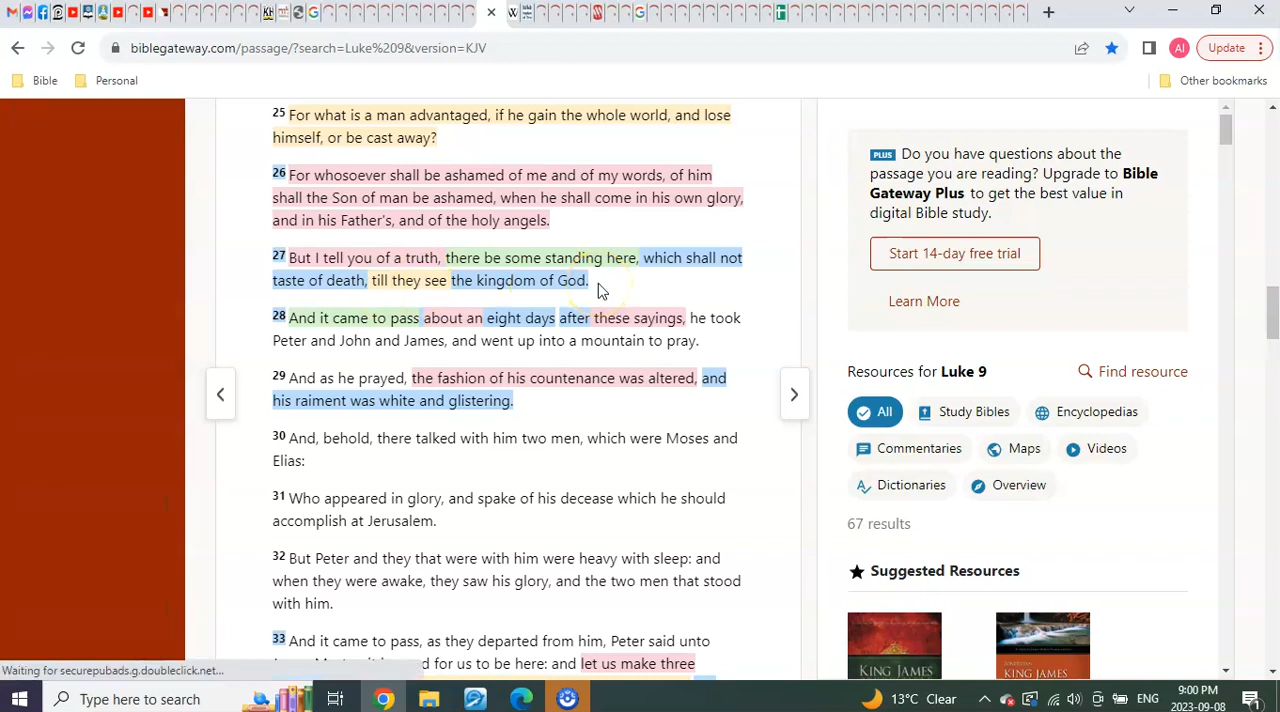 biblegateway.com/passage/?search=Luke%209&version=KJV
AI
Update
Bible
Personal
Other bookmarks
25 For what is a man advantaged, if he gain the whole world, and lose
himself, or be cast away?
26 For whosoever shall be ashamed of me and of my words, of him
shall the Son of man be ashamed, when he shall come in his own glory,
and in his Father's, and of the holy angels.
27 But I tell you of a truth, there be some standing here, which shall not
taste of death, till they see the kingdom of God.
28 And it came to pass about an eight days after these sayings, he took
Peter and John and James, and went up into a mountain to pray.
29 And as he prayed, the fashion of his countenance was altered, and
his raiment was white and glistering.
30 And, behold, there talked with him two men, which were Moses and
Elias:
31 Who appeared in glory, and spake of his decease which he should
accomplish at Jerusalem.
32 But Peter and they that were with him were heavy with sleep: and
when they were awake, they saw his glory, and the two men that stood
with him.
33 And it came to pass, as they departed from him, Peter said unto
for us to be here: and let us make three
PLUS Do you have questions about the
passage you are reading? Upgrade to Bible
Gateway Plus to get the best value in
digital Bible study.
Start 14-day free trial
Learn More
Resources for Luke 9
Find resource
All
Study Bibles
Encyclopedias
Commentaries
Maps
Videos
Dictionaries
Overview
67 results
Suggested Resources
KING JAMES
KING JAMES
Waiting for securepubads.g.doubleclick.net...
Type here to search
13°C Clear
ENG
9:00 PM
2023-09-08